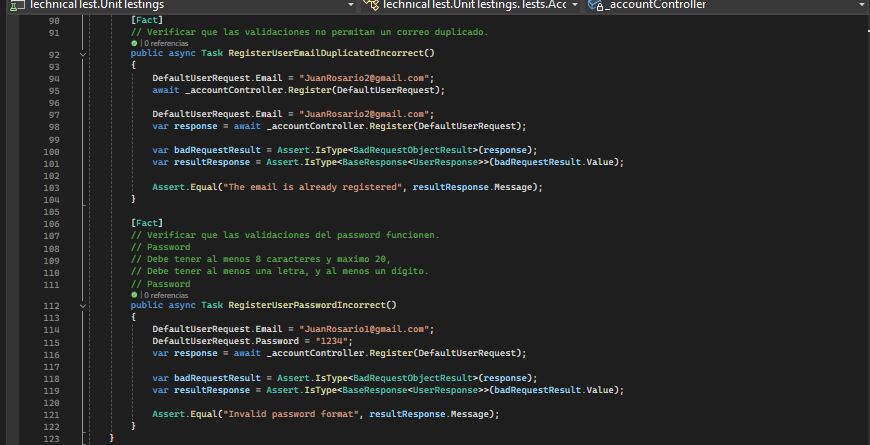 TechnicalTest.UnitTestings TechnicalTest.UnitTestings.Tests.Acc _accountController
90 [Fact]
91 // Verificar que las validaciones no permitan un correo duplicado.
| 0 referencias
92 public async Task RegisterUserEmailDuplicatedIncorrect()
93 {
94 DefaultUserRequest.Email = "JuanRosario2@gmail.com";
95 await _accountController.Register(DefaultUserRequest);
96
97 DefaultUserRequest.Email = "JuanRosario2@gmail.com";
98 var response = await _accountController.Register(DefaultUserRequest);
99
100 var badRequestResult = Assert.IsType<BadRequestObjectResult>(response);
101 var resultResponse = Assert.IsType<BaseResponse<UserResponse>>(badRequestResult.Value);
102
103 Assert.Equal("The email is already registered", resultResponse.Message);
104 }
105
106 [Fact]
107 // Verificar que las validaciones del password funcionen.
108 // Password
109 // Debe tener al menos 8 caracteres y maximo 20,
110 // Debe tener al menos una letra, y al menos un dígito.
111 // Password
| 0 referencias
112 public async Task RegisterUserPasswordIncorrect()
113 {
114 DefaultUserRequest.Email = "JuanRosario1@gmail.com";
115 DefaultUserRequest.Password = "1234";
116 var response = await _accountController.Register(DefaultUserRequest);
117
118 var badRequestResult = Assert.IsType<BadRequestObjectResult>(response);
119 var resultResponse = Assert.IsType<BaseResponse<UserResponse>>(badRequestResult.Value);
120
121 Assert.Equal("Invalid password format", resultResponse.Message);
122 }
123 }